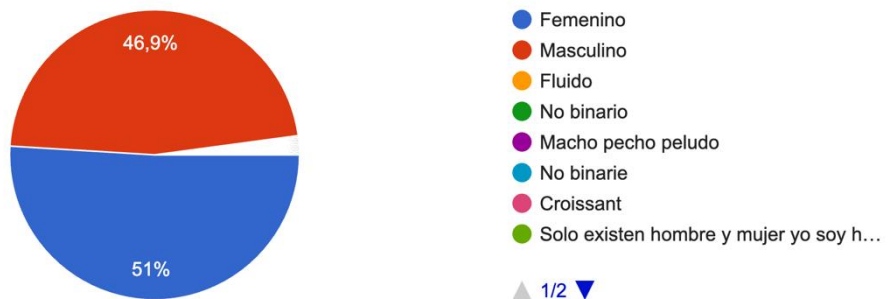 46,9%
51%
Femenino
Masculino
Fluido
No binario
Macho pecho peludo
No binarie
Croissant
Solo existen hombre y mujer yo soy h…
1/2